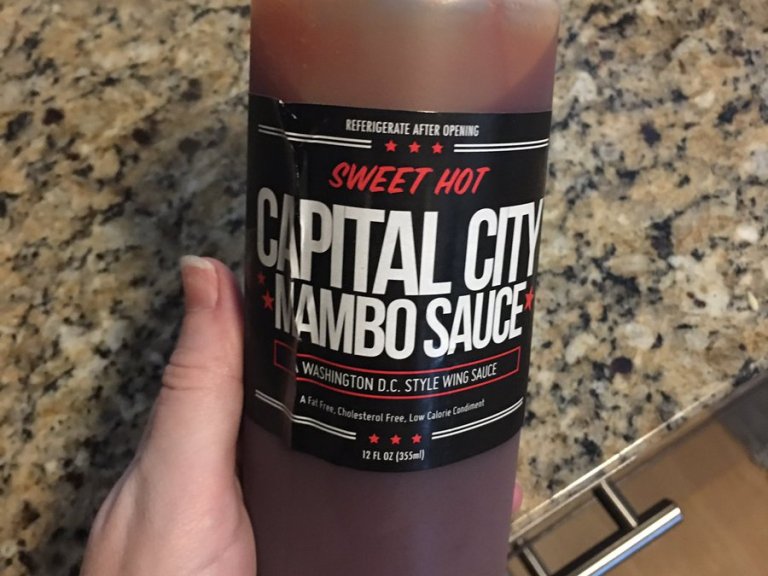 REFERIGERATE AFTER OPENING
SWEET HOT
CAPITAL CITY
MAMBO SAUCE
A WASHINGTON D.C. STYLE WING SAUCE
A Fat Free, Cholesterol Free, Low Calorie Condiment
12 FL OZ (355ml)